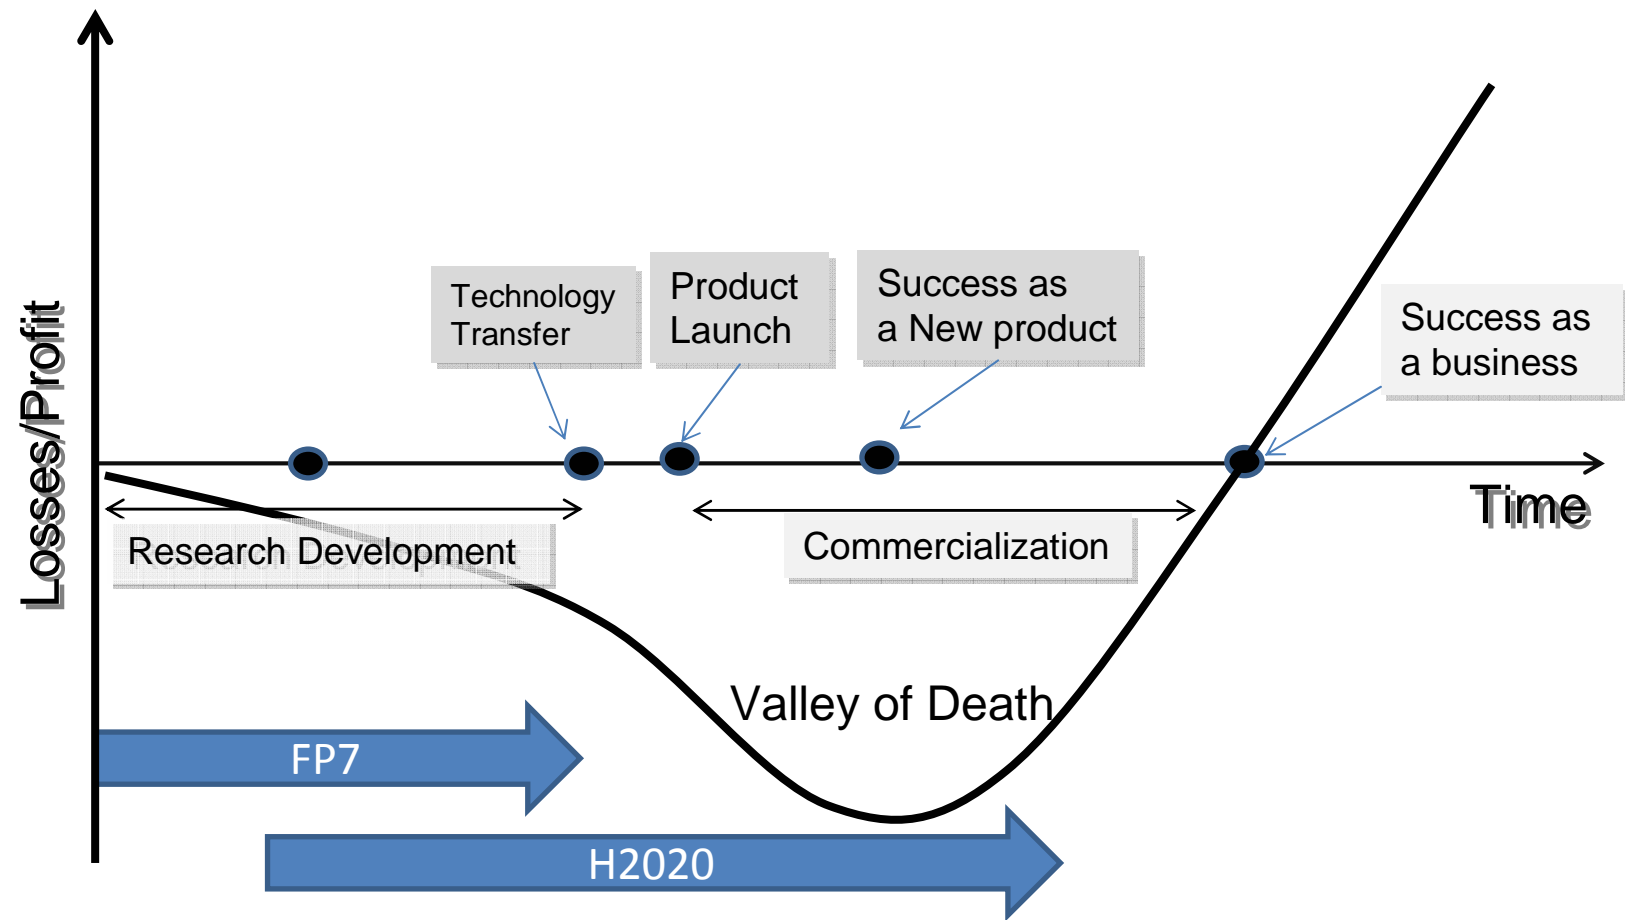 Losses/Profit
Technology
Transfer
Product
Launch
Success as
a New product
Success as
a business
Time
Research Development
Commercialization
Valley of Death
FP7
H2020